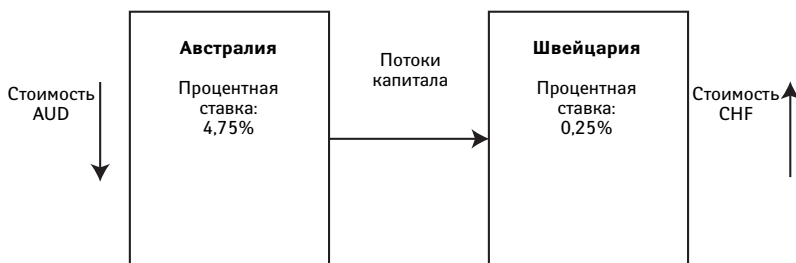 Стоимость
AUD
Австралия
Процентная
ставка:
4,75%
Потоки
капитала
Швейцария
Процентная
ставка:
0,25%
Стоимость
CHF